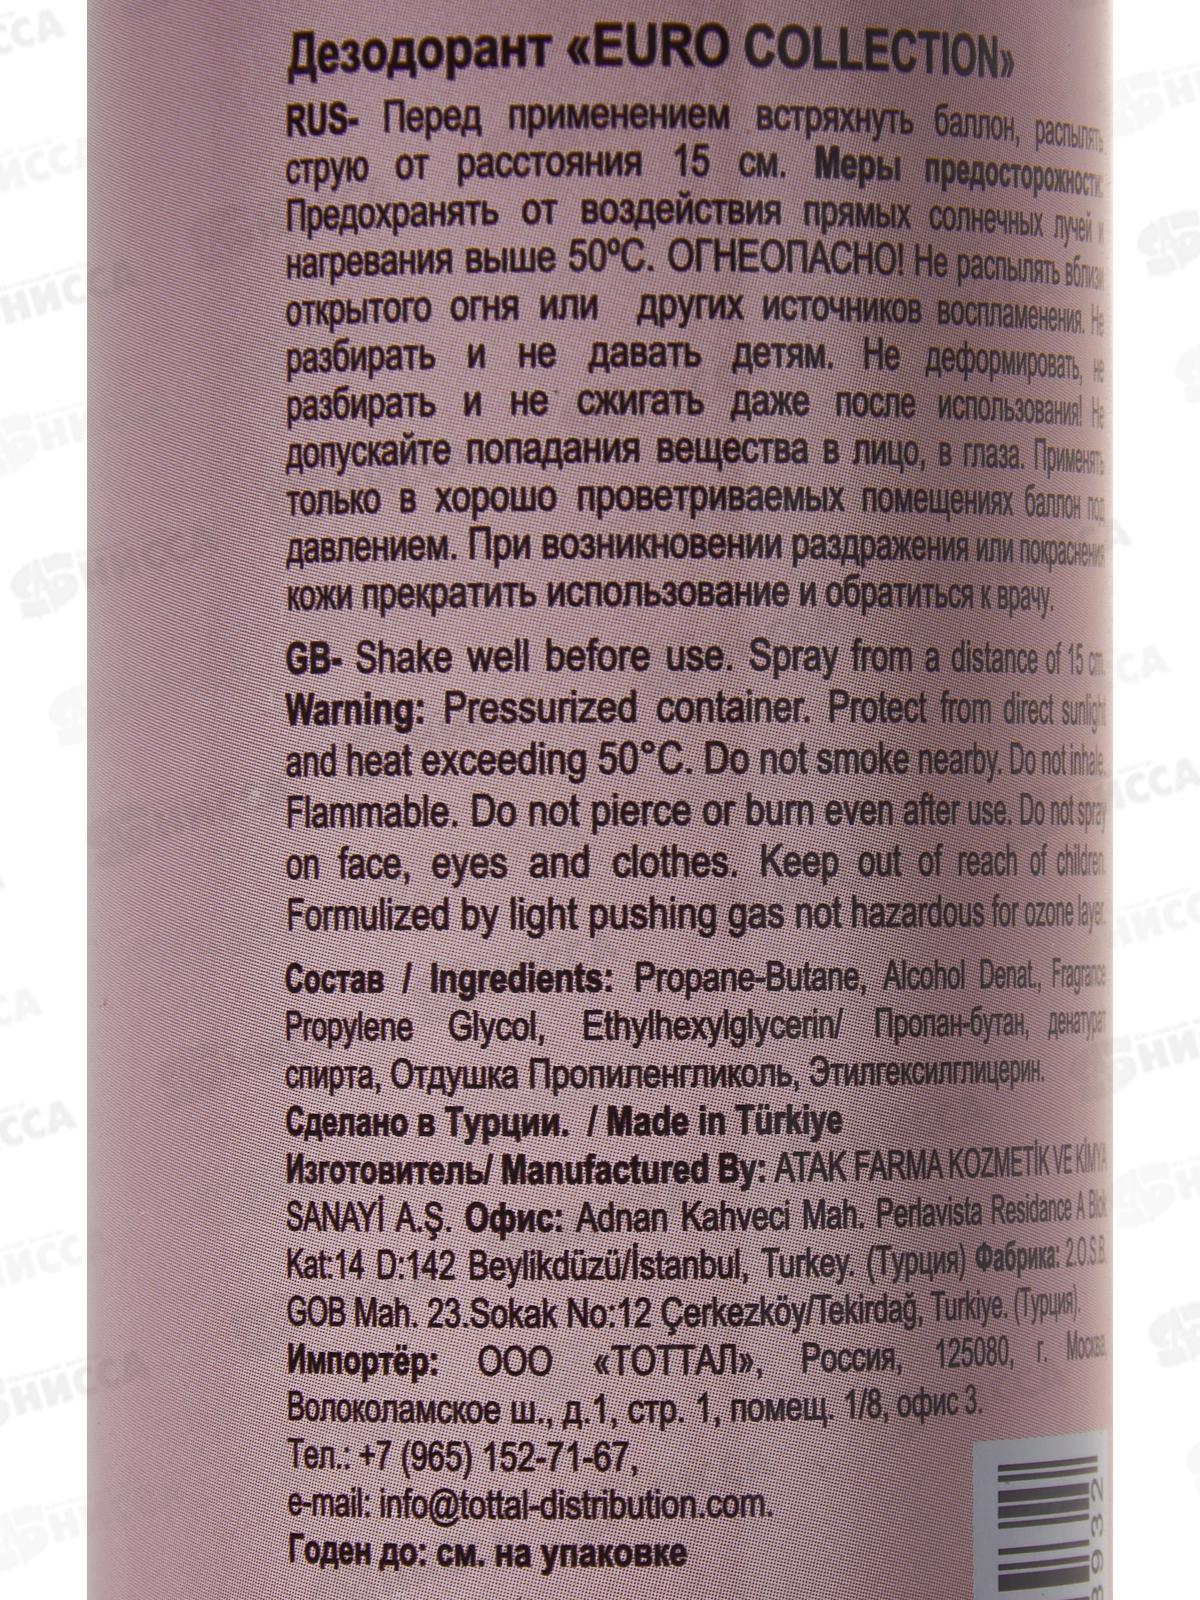 Дезодорант «EURO COLLECTION»
RUS- Перед применением встряхнуть баллон, распылять
струю от расстояния 15 см. Меры предосторожности:
Предохранять от воздействия прямых солнечных лучей и
нагревания выше 50°С. ОГНЕОПАСНО! Не распылять вблизи
открытого огня или других источников воспламенения. Не
разбирать и не давать детям. Не деформировать, не
разбирать и не сжигать даже после использования! Не
допускайте попадания вещества в лицо, в глаза. Применять
только в хорошо проветриваемых помещениях баллон под
давлением. При возникновении раздражения или покраснения
кожи прекратить использование и обратиться к врачу.
GB- Shake well before use. Spray from a distance of 15 cm.
Warning: Pressurized container. Protect from direct sunlight
and heat exceeding 50°C. Do not smoke nearby. Do not inhale.
Flammable. Do not pierce or burn even after use. Do not spray
on face, eyes and clothes. Keep out of reach of children.
Formulized by light pushing gas not hazardous for ozone layer.
Состав / Ingredients: Propane-Butane, Alcohol Denat., Fragrance
Propylene Glycol, Ethylhexylglycerin/ Пропан-бутан, денатурат
спирта, Отдушка Пропиленгликоль, Этилгексилглицерин.
Сделано в Турции. / Made in Türkiye
Изготовитель/ Manufactured By: ATAK FARMA KOZMETİK VE KİMYA
SANAYİ A.Ş. Офис: Adnan Kahveci Mah. Perlavista Residance A Blok
Kat:14 D:142 Beylikdüzü/İstanbul, Turkey. (Турция) Фабрика: 2.O.S.B.
GOB Mah. 23.Sokak No:12 Çerkezköy/Tekirdağ, Turkiye. (Турция).
Импортёр: ООО «ТОТТАЛ», Россия, 125080, г. Москва,
Волоколамское ш., д.1, стр. 1, помещ. 1/8, офис 3.
Тел.: +7 (965) 152-71-67,
e-mail: info@tottal-distribution.com.
Годен до: см. на упаковке